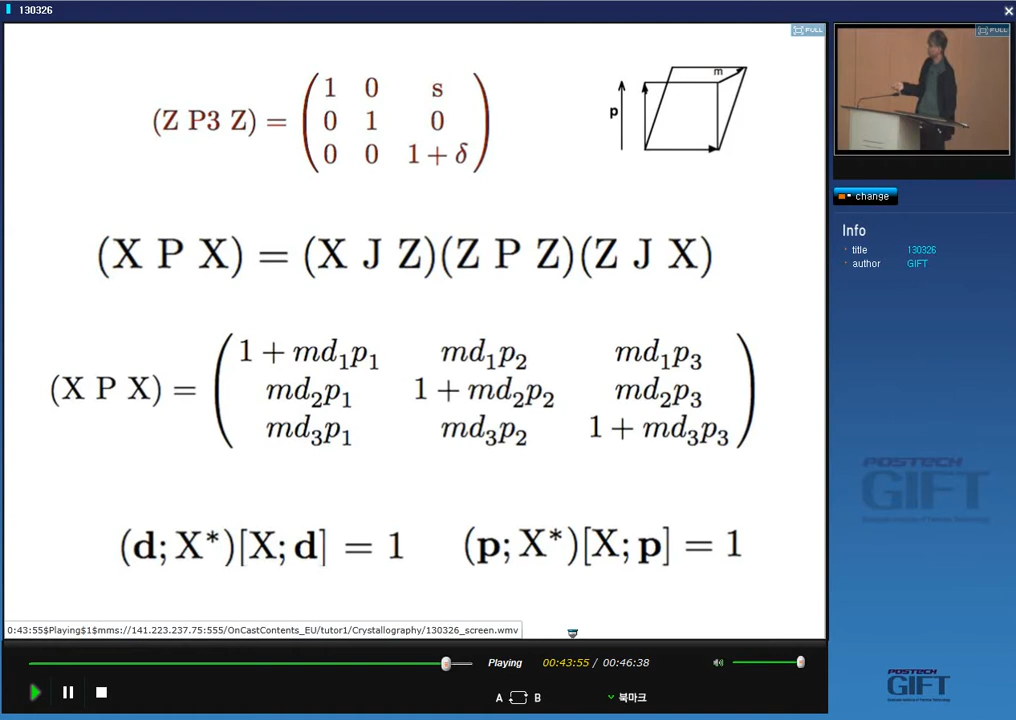 130326
FULL
FULL
(Z P3 Z) = ( 1 0 s
0 1 0
0 0 1 + δ )
m
p
(X P X) = (X J Z)(Z P Z)(Z J X)
(X P X) = ( 1 + md₁p₁ md₁p₂ md₁p₃
md₂p₁ 1 + md₂p₂ md₂p₃
md₃p₁ md₃p₂ 1 + md₃p₃ )
(d; X*)[X; d] = 1 (p; X*)[X; p] = 1
change
Info
title 130326
author GIFT
POSTECH
GIFT
0:43:55$Playing$1$mms://141.223.237.75:555/OnCastContents_EU/tutor1/Crystallography/130326_screen.wmv
Playing 00:43:55 / 00:46:38
A B 북마크
POSTECH
GIFT